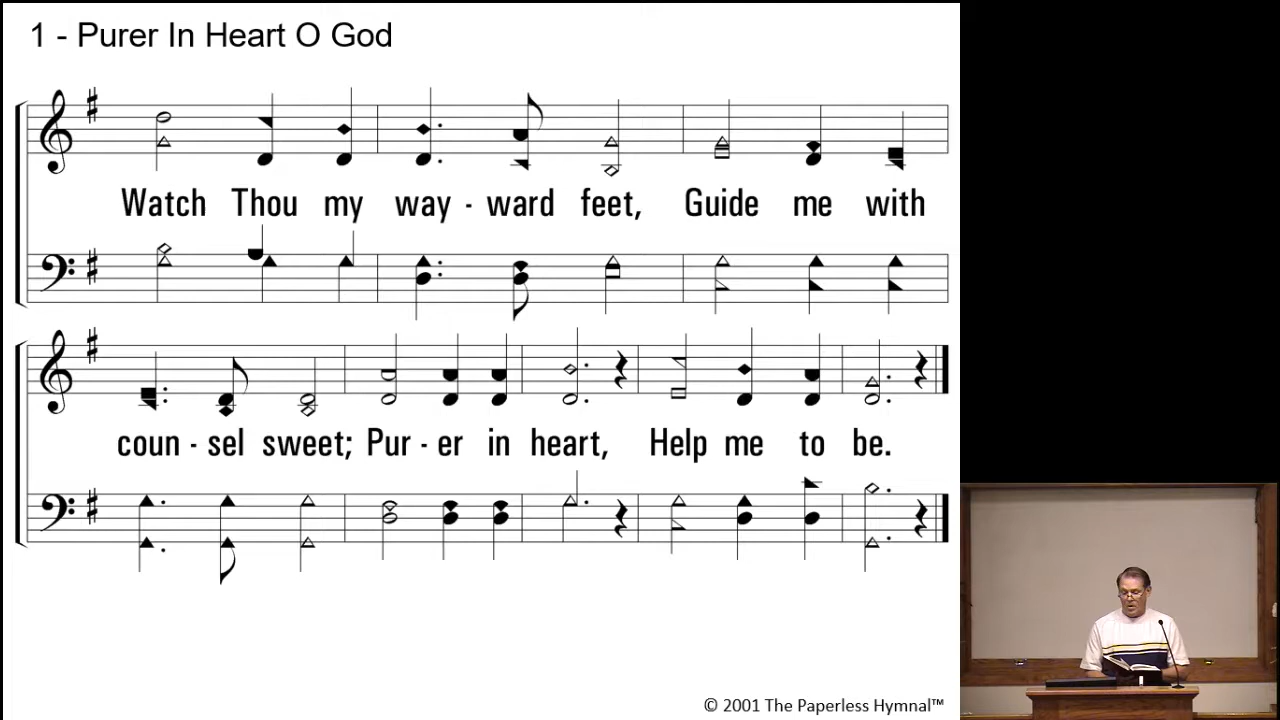 1 - Purer In Heart O God
Watch Thou my way - ward feet, Guide me with
coun - sel sweet; Pur - er in heart, Help me to be.
© 2001 The Paperless Hymnal™